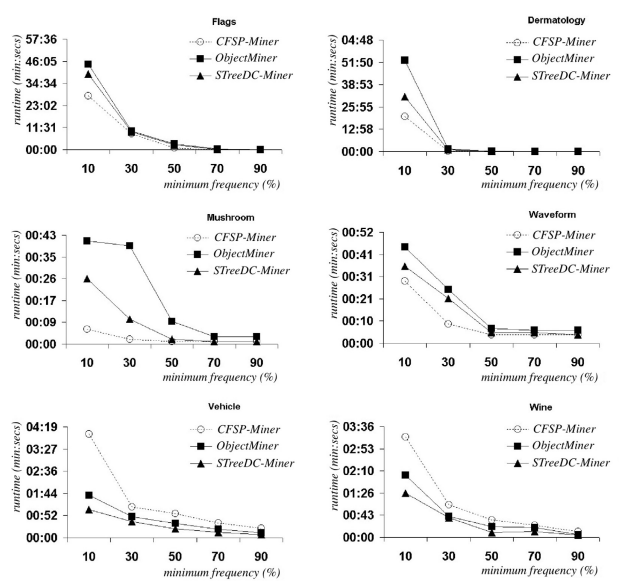 Flags
runtime (min:secs)
57:36
46:05
34:34
23:02
11:31
00:00
10 30 50 70 90
minimum frequency (%)
CFSP-Miner
ObjectMiner
STreeDC-Miner
Dermatology
runtime (min:secs)
04:48
51:50
38:53
25:55
12:58
00:00
10 30 50 70 90
minimum frequency (%)
CFSP-Miner
ObjectMiner
STreeDC-Miner
Mushroom
runtime (min:secs)
00:43
00:35
00:26
00:17
00:09
00:00
10 30 50 70 90
minimum frequency (%)
CFSP-Miner
ObjectMiner
STreeDC-Miner
Waveform
runtime (min:secs)
00:52
00:41
00:31
00:21
00:10
00:00
10 30 50 70 90
minimum frequency (%)
CFSP-Miner
ObjectMiner
STreeDC-Miner
Vehicle
runtime (min:secs)
04:19
03:27
02:36
01:44
00:52
00:00
10 30 50 70 90
minimum frequency (%)
CFSP-Miner
ObjectMiner
STreeDC-Miner
Wine
runtime (min:secs)
03:36
02:53
02:10
01:26
00:43
00:00
10 30 50 70 90
minimum frequency (%)
CFSP-Miner
ObjectMiner
STreeDC-Miner